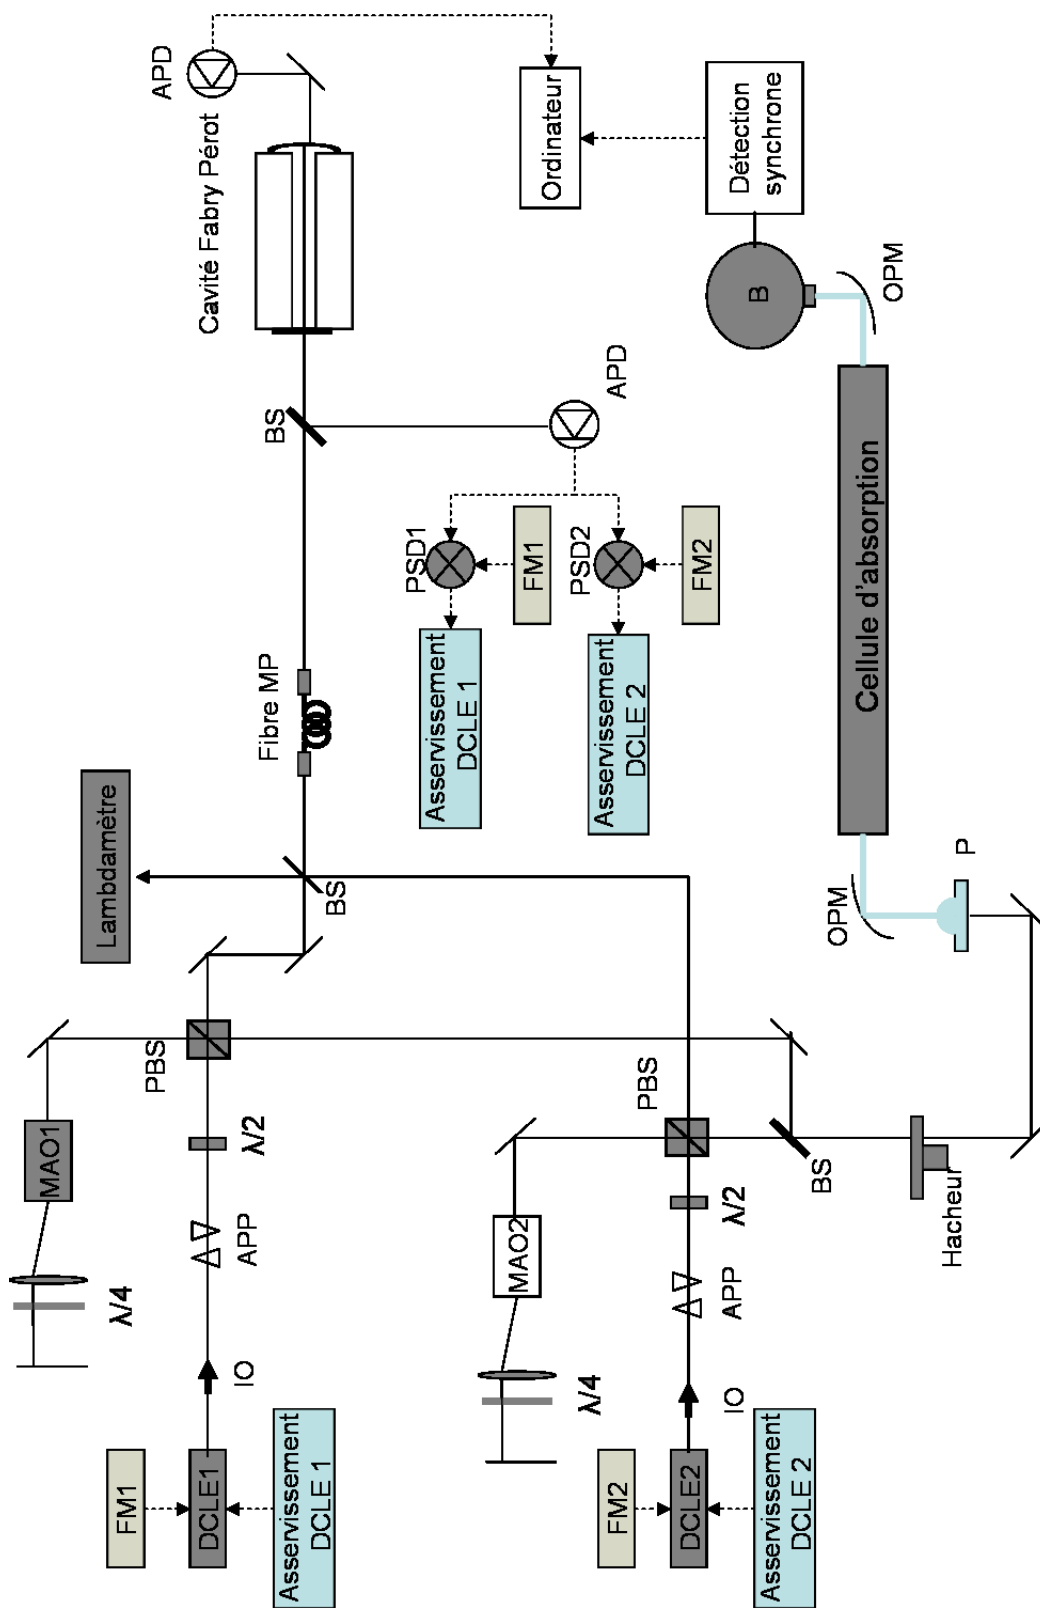 FM1
DCLE1
Asservissement
DCLE 1
IO
λ/4
MAO1
APP
λ/2
PBS
Lambdamètre
BS
Fibre MP
BS
Cavité Fabry Pérot
APD
Ordinateur
Détection
synchrone
APD
PSD1
FM1
PSD2
FM2
Asservissement
DCLE 1
Asservissement
DCLE 2
FM2
DCLE2
Asservissement
DCLE 2
IO
λ/4
MAO2
APP
λ/2
PBS
BS
Hacheur
P
OPM
Cellule d'absorption
OPM
B